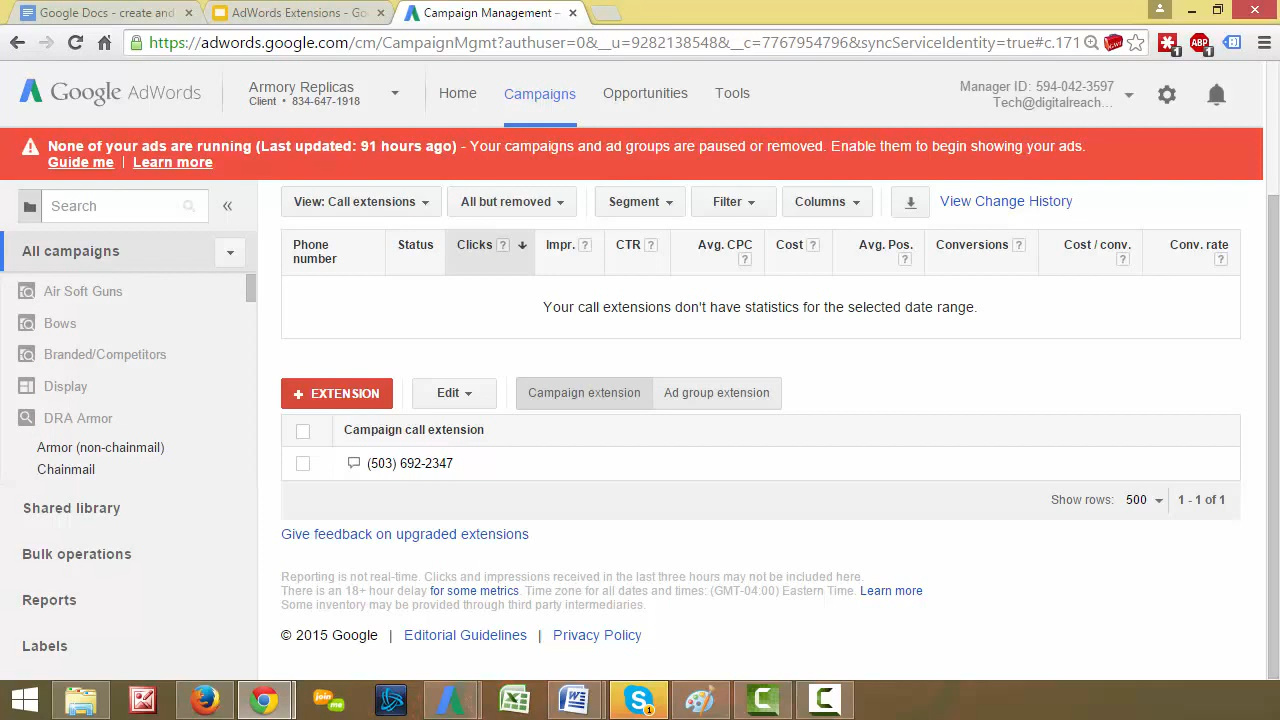 Google Docs - create and
AdWords Extensions - Go
Campaign Management –
https://adwords.google.com/cm/CampaignMgmt?authuser=0&__u=9282138548&__c=7767954796&syncServiceIdentity=true#c.171
1
ABP
1
Google AdWords
Armory Replicas
Client • 834-647-1918
Home
Campaigns
Opportunities
Tools
Manager ID: 594-042-3597
Tech@digitalreach...
None of your ads are running (Last updated: 91 hours ago) - Your campaigns and ad groups are paused or removed. Enable them to begin showing your ads.
Guide me | Learn more
Search
«
View: Call extensions
All but removed
Segment
Filter
Columns
View Change History
All campaigns
Air Soft Guns
Bows
Branded/Competitors
Display
DRA Armor
Armor (non-chainmail)
Chainmail
Shared library
Bulk operations
Reports
Labels
Phone number
Status
Clicks ?
Impr. ?
CTR ?
Avg. CPC ?
Cost ?
Avg. Pos. ?
Conversions ?
Cost / conv. ?
Conv. rate ?
Your call extensions don't have statistics for the selected date range.
+ EXTENSION
Edit
Campaign extension
Ad group extension
Campaign call extension
(503) 692-2347
Show rows: 500
1 - 1 of 1
Give feedback on upgraded extensions
Reporting is not real-time. Clicks and impressions received in the last three hours may not be included here.
There is an 18+ hour delay for some metrics. Time zone for all dates and times: (GMT-04:00) Eastern Time. Learn more
Some inventory may be provided through third party intermediaries.
© 2015 Google | Editorial Guidelines | Privacy Policy
join
me
1